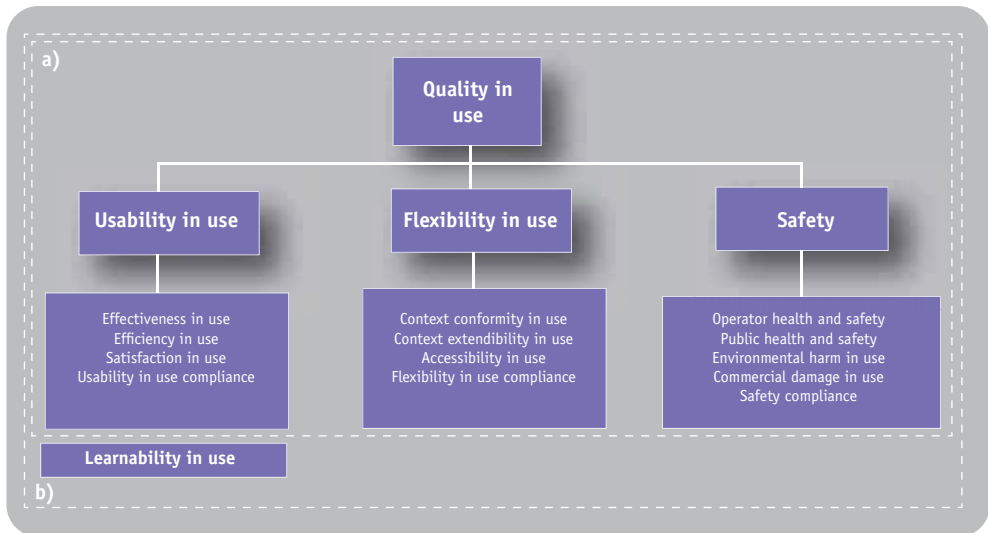 a)
Quality in
use
Usability in use
Flexibility in use
Safety
Effectiveness in use
Efficiency in use
Satisfaction in use
Usability in use compliance
Context conformity in use
Context extendibility in use
Accessibility in use
Flexibility in use compliance
Operator health and safety
Public health and safety
Environmental harm in use
Commercial damage in use
Safety compliance
Learnability in use
b)